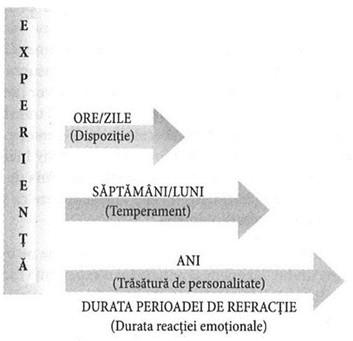 EXPERIENȚĂ
ORE/ZILE
(Dispoziție)
SĂPTĂMÂNI/LUNI
(Temperament)
ANI
(Trăsătură de personalitate)
DURATA PERIOADEI DE REFRACȚIE
(Durata reacției emoționale)